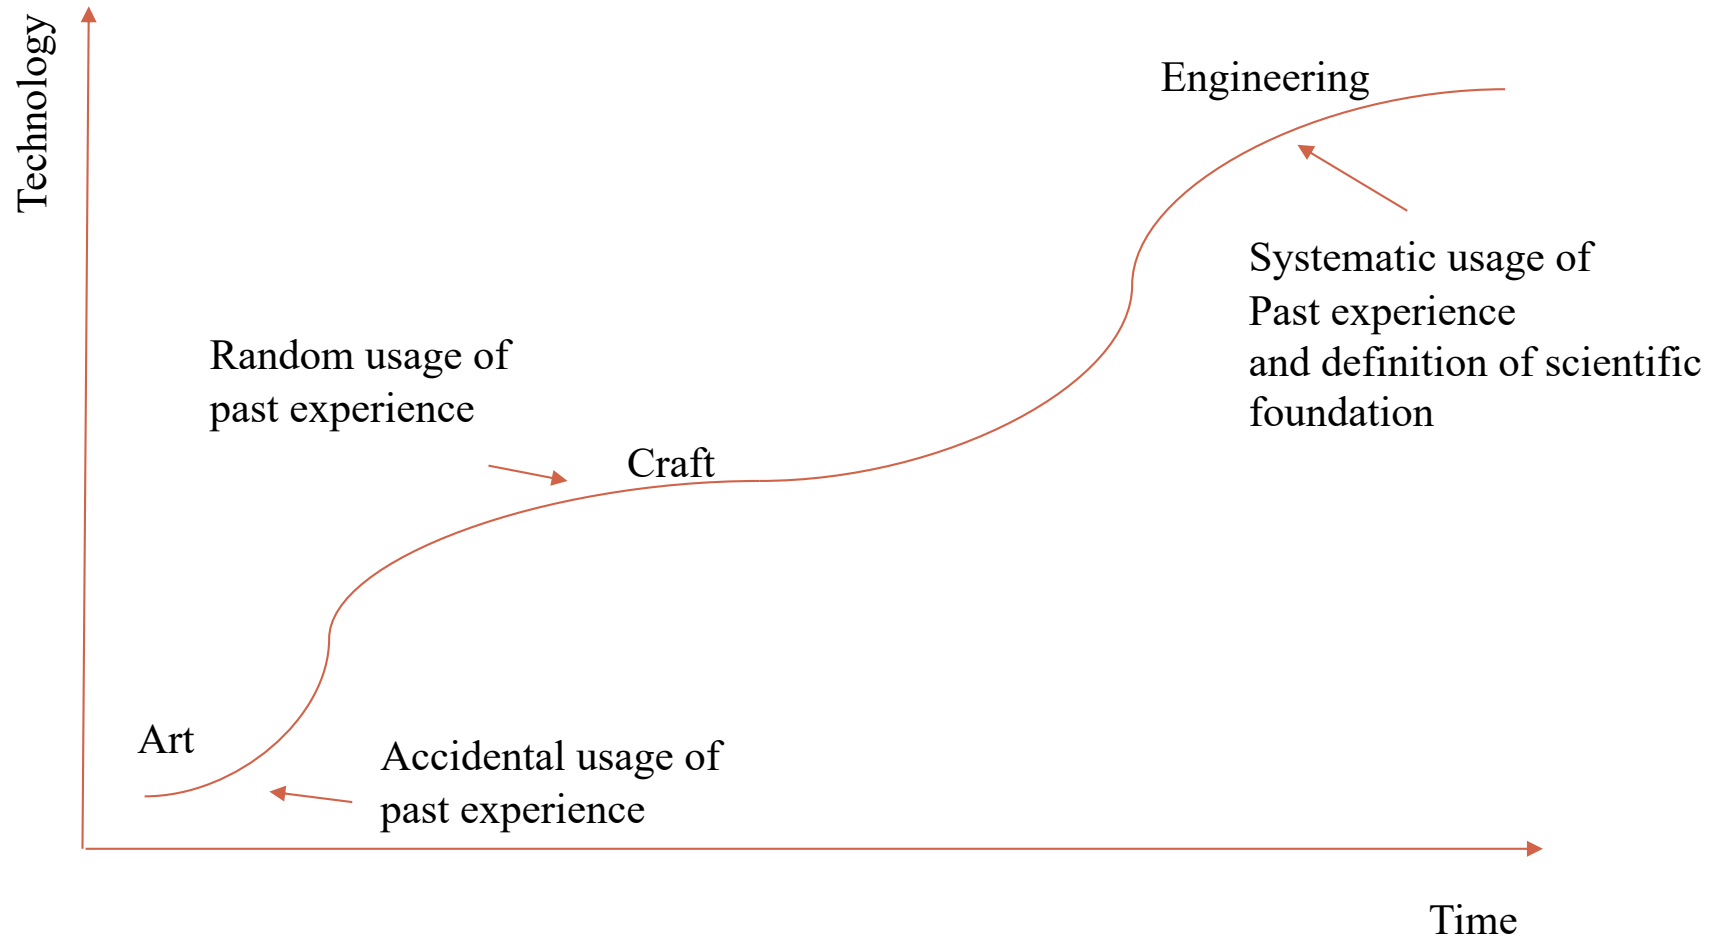 Technology
Engineering
Systematic usage of
Past experience
and definition of scientific
foundation
Random usage of
past experience
Craft
Art
Accidental usage of
past experience
Time